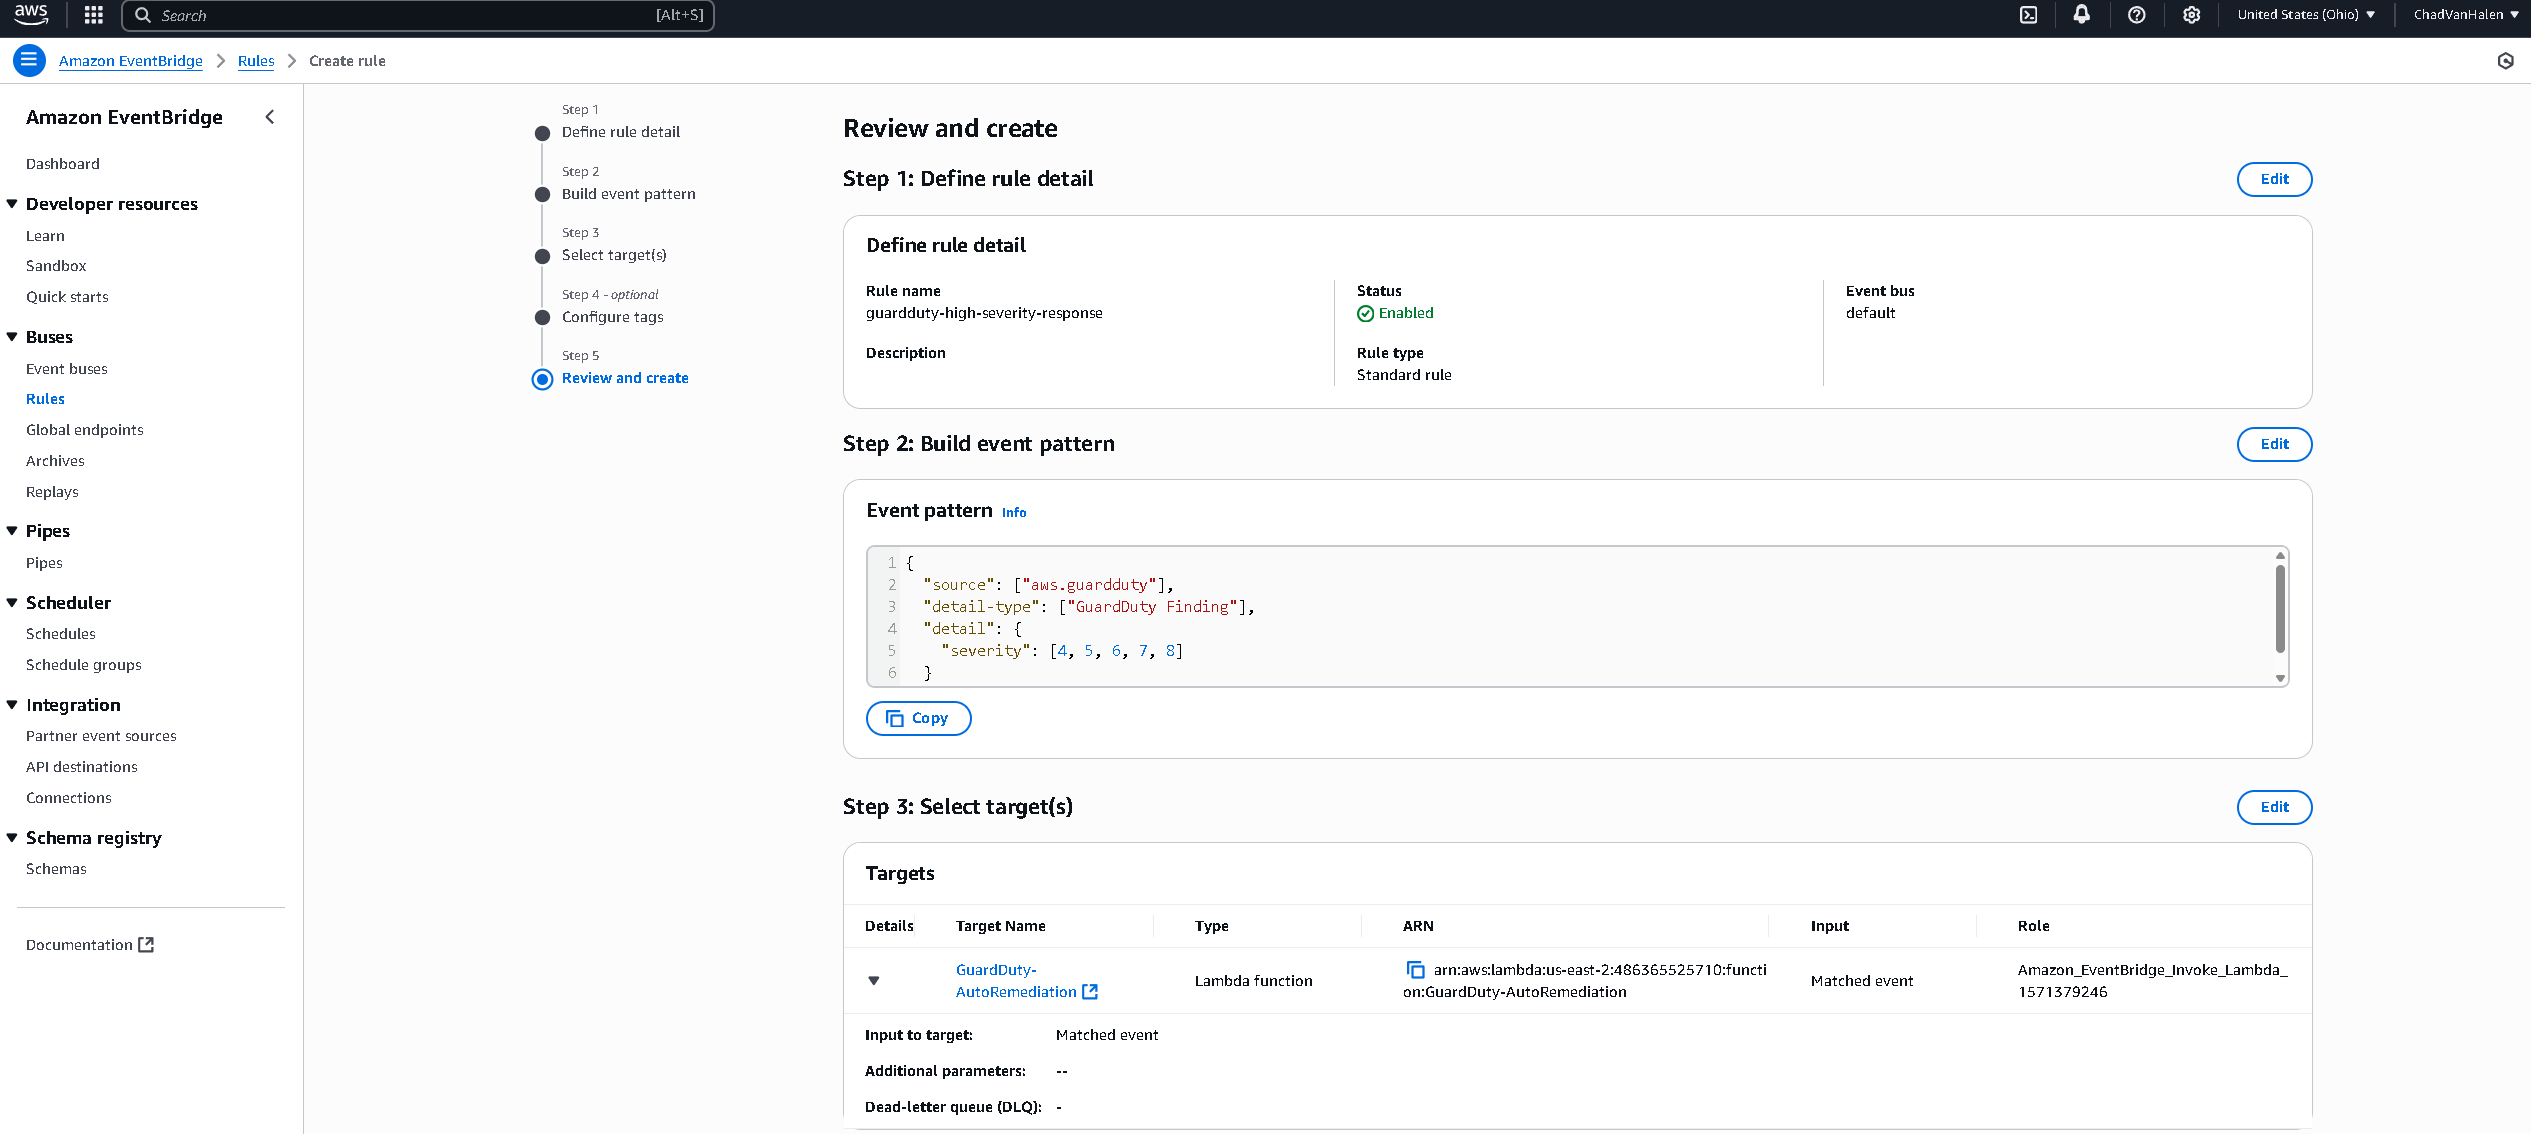 aws
Search
[Alt+S]
United States (Ohio)
ChadVanHalen
Amazon EventBridge
Rules
Create rule
Amazon EventBridge
Dashboard
Developer resources
Learn
Sandbox
Quick starts
Buses
Event buses
Rules
Global endpoints
Archives
Replays
Pipes
Pipes
Scheduler
Schedules
Schedule groups
Integration
Partner event sources
API destinations
Connections
Schema registry
Schemas
Documentation
Step 1
Define rule detail
Step 2
Build event pattern
Step 3
Select target(s)
Step 4 - optional
Configure tags
Step 5
Review and create
Review and create
Step 1: Define rule detail
Edit
Define rule detail
Rule name
guardduty-high-severity-response
Description
Status
Enabled
Rule type
Standard rule
Event bus
default
Step 2: Build event pattern
Edit
Event pattern Info
1 {
2 "source": ["aws.guardduty"],
3 "detail-type": ["GuardDuty Finding"],
4 "detail": {
5 "severity": [4, 5, 6, 7, 8]
6 }
Copy
Step 3: Select target(s)
Edit
Targets
Details Target Name Type ARN Input Role
GuardDuty-
AutoRemediation
Lambda function
arn:aws:lambda:us-east-2:486365525710:functi
on:GuardDuty-AutoRemediation
Matched event
Amazon_EventBridge_Invoke_Lambda_
1571379246
Input to target: Matched event
Additional parameters: --
Dead-letter queue (DLQ): -